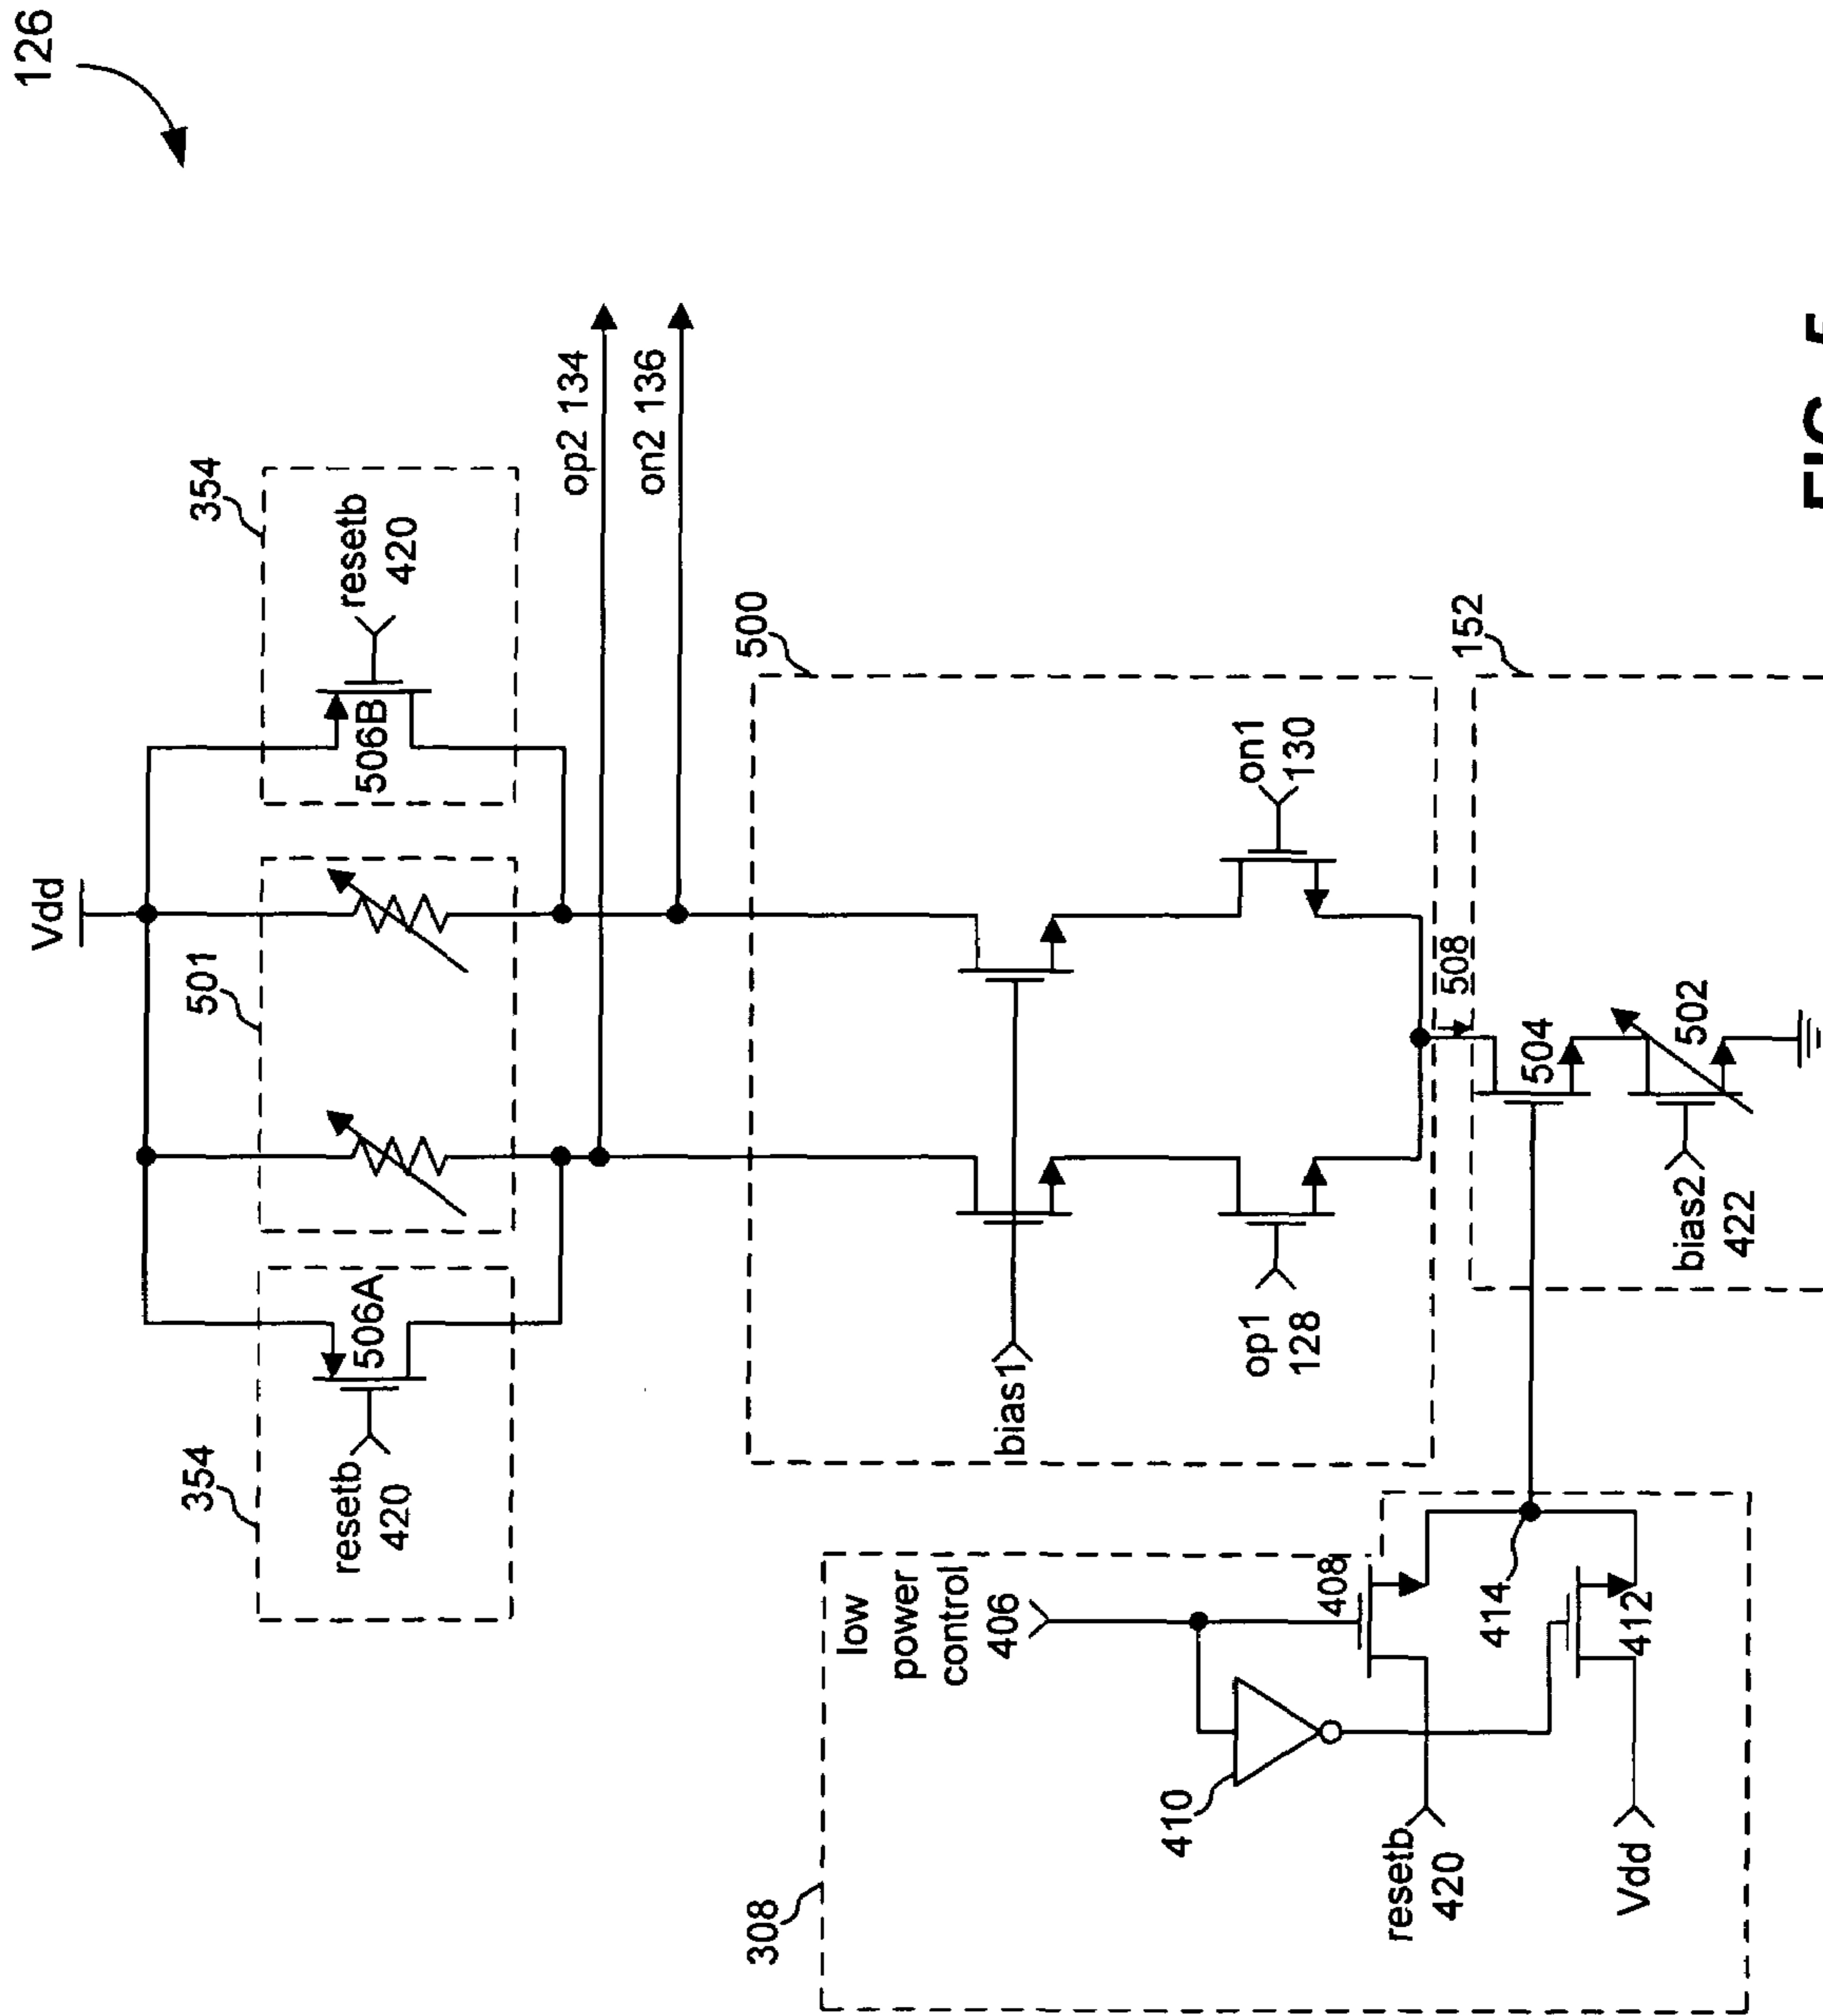 126
Vdd
354
501
354
resetb
420
506A
506B
resetb
420
op2 134
on2 136
500
bias1
op1
128
on1
130
308
low
power
control
406
408
410
414
412
resetb
420
Vdd
508
152
504
502
bias2
422